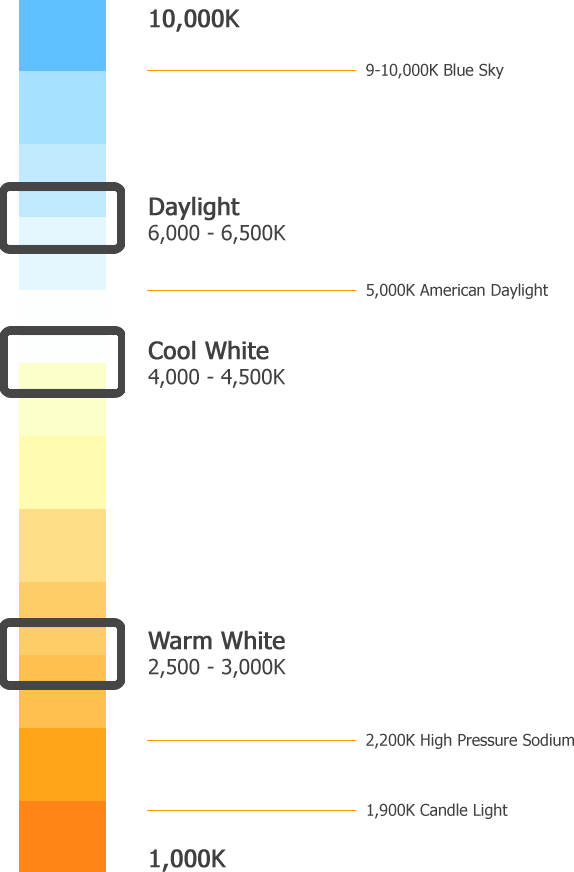 10,000K
9-10,000K Blue Sky
Daylight
6,000 - 6,500K
5,000K American Daylight
Cool White
4,000 - 4,500K
Warm White
2,500 - 3,000K
2,200K High Pressure Sodium
1,900K Candle Light
1,000K